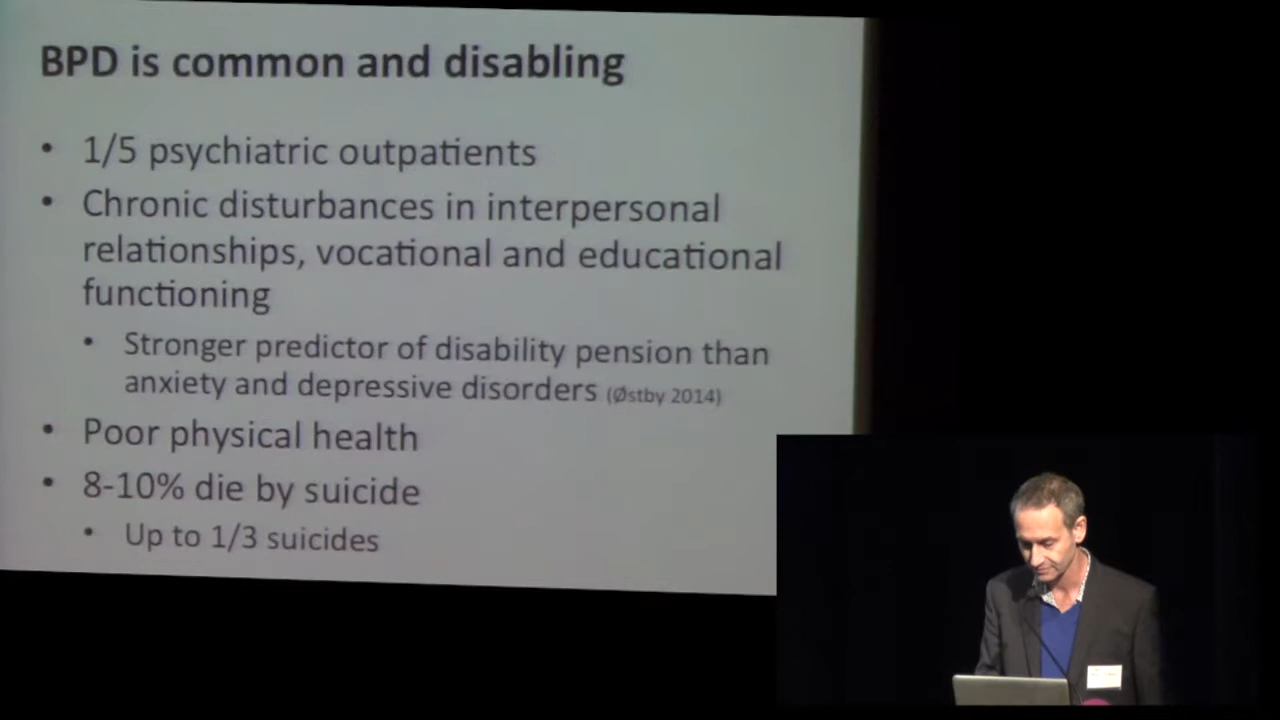 BPD is common and disabling
• 1/5 psychiatric outpatients
• Chronic disturbances in interpersonal
relationships, vocational and educational
functioning
• Stronger predictor of disability pension than
anxiety and depressive disorders (Østby 2014)
• Poor physical health
• 8-10% die by suicide
• Up to 1/3 suicides